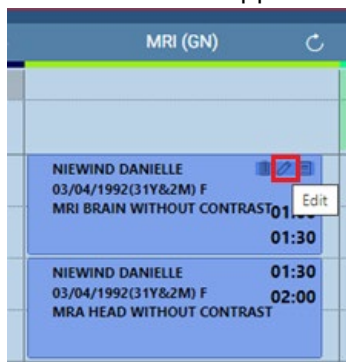 MRI (GN)
NIEWIND DANIELLE
03/04/1992(31Y&2M) F
MRI BRAIN WITHOUT CONTRAST
Edit
01:30
NIEWIND DANIELLE 01:30
03/04/1992(31Y&2M) F 02:00
MRA HEAD WITHOUT CONTRAST